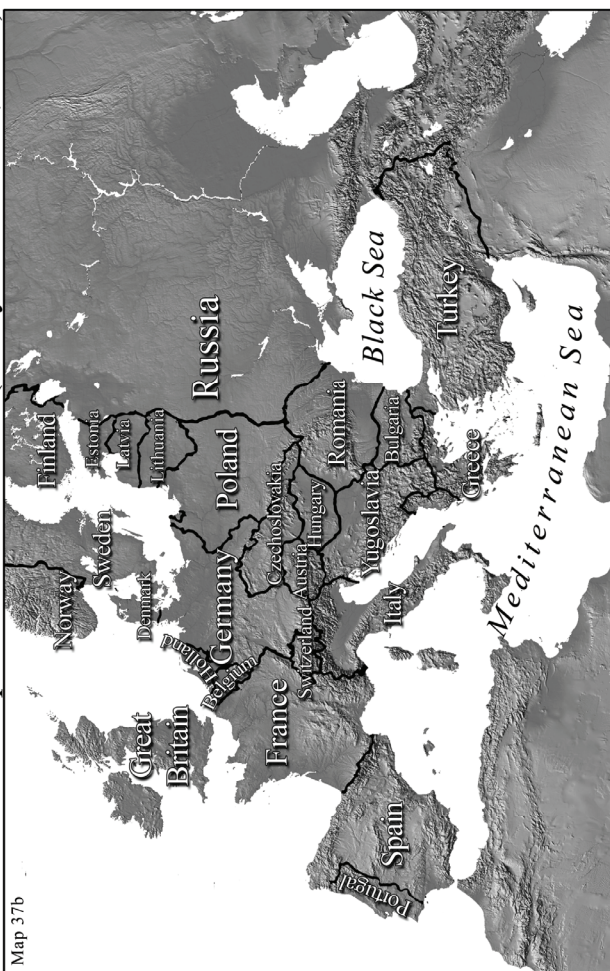 Map 37b
Norway
Sweden
Finland
Estonia
Latvia
Lithuania
Denmark
Great
Britain
Holland
Belgium
Germany
Poland
Russia
France
Switzerland
Austria
Czechoslovakia
Hungary
Romania
Yugoslavia
Bulgaria
Italy
Greece
Turkey
Black Sea
Spain
Portugal
Mediterranean Sea